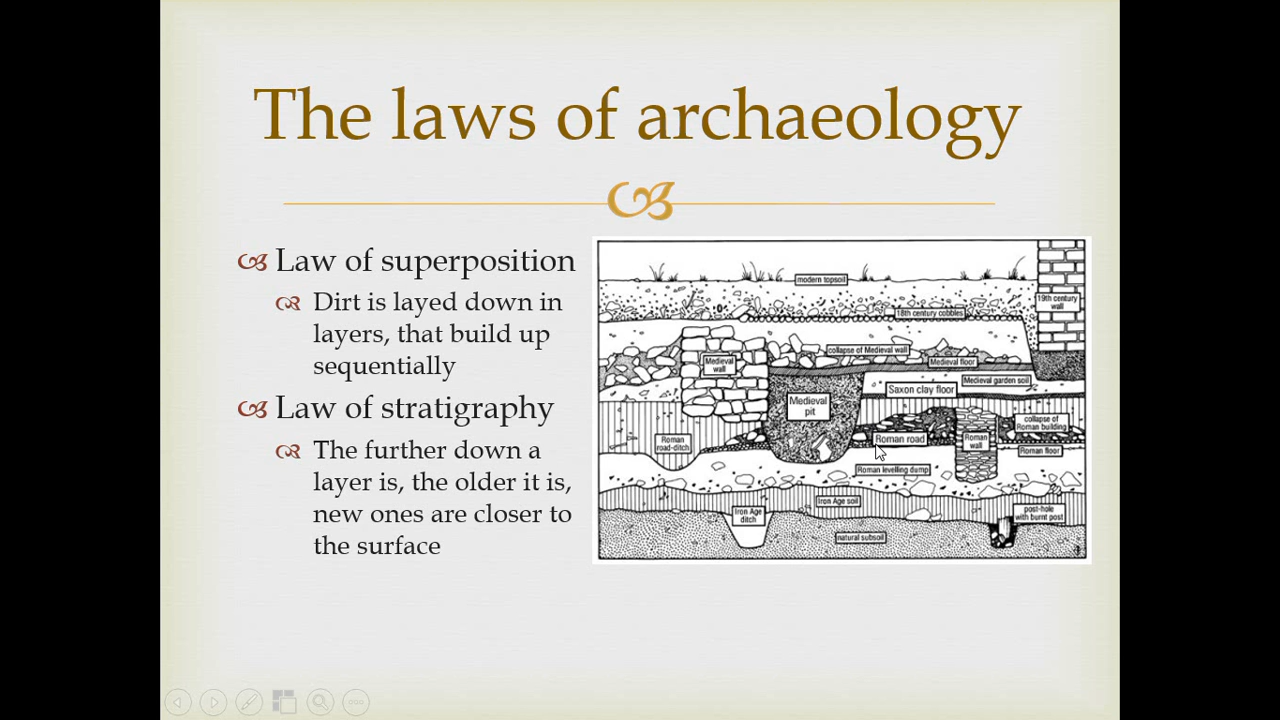 The laws of archaeology
Law of superposition
Dirt is layed down in
layers, that build up
sequentially
Law of stratigraphy
The further down a
layer is, the older it is,
new ones are closer to
the surface
modern topsoil
19th century
wall
18th century cobbles
collapse of Medieval wall
Medieval
wall
Medieval floor
Medieval garden soil
Saxon clay floor
Medieval
pit
collapse of
Roman building
Roman
road-ditch
Roman road
Roman
wall
Roman floor
Roman levelling dump
Iron Age soil
Iron Age
ditch
post-hole
with burnt post
natural subsoil